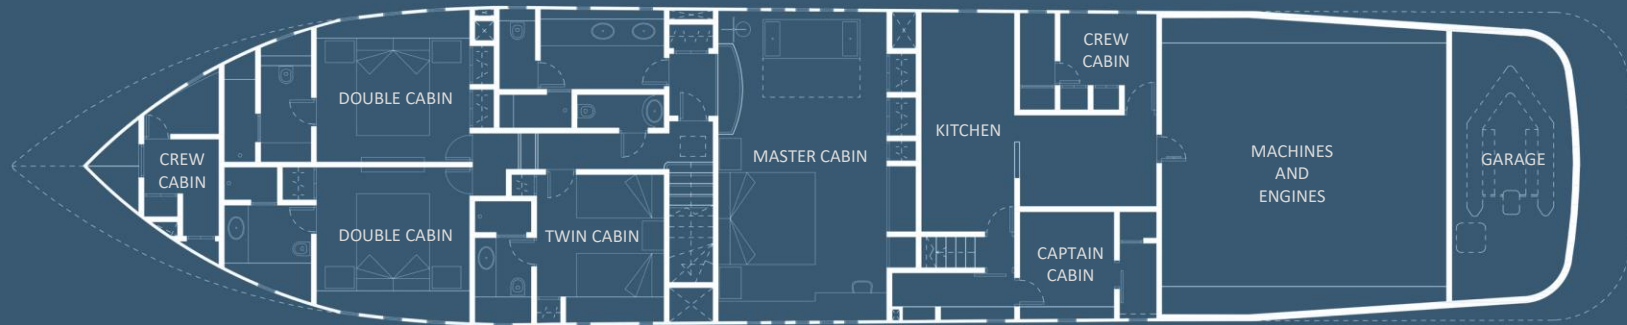 CREW
CABIN
DOUBLE CABIN
DOUBLE CABIN
TWIN CABIN
MASTER CABIN
KITCHEN
CREW
CABIN
CAPTAIN
CABIN
MACHINES
AND
ENGINES
GARAGE